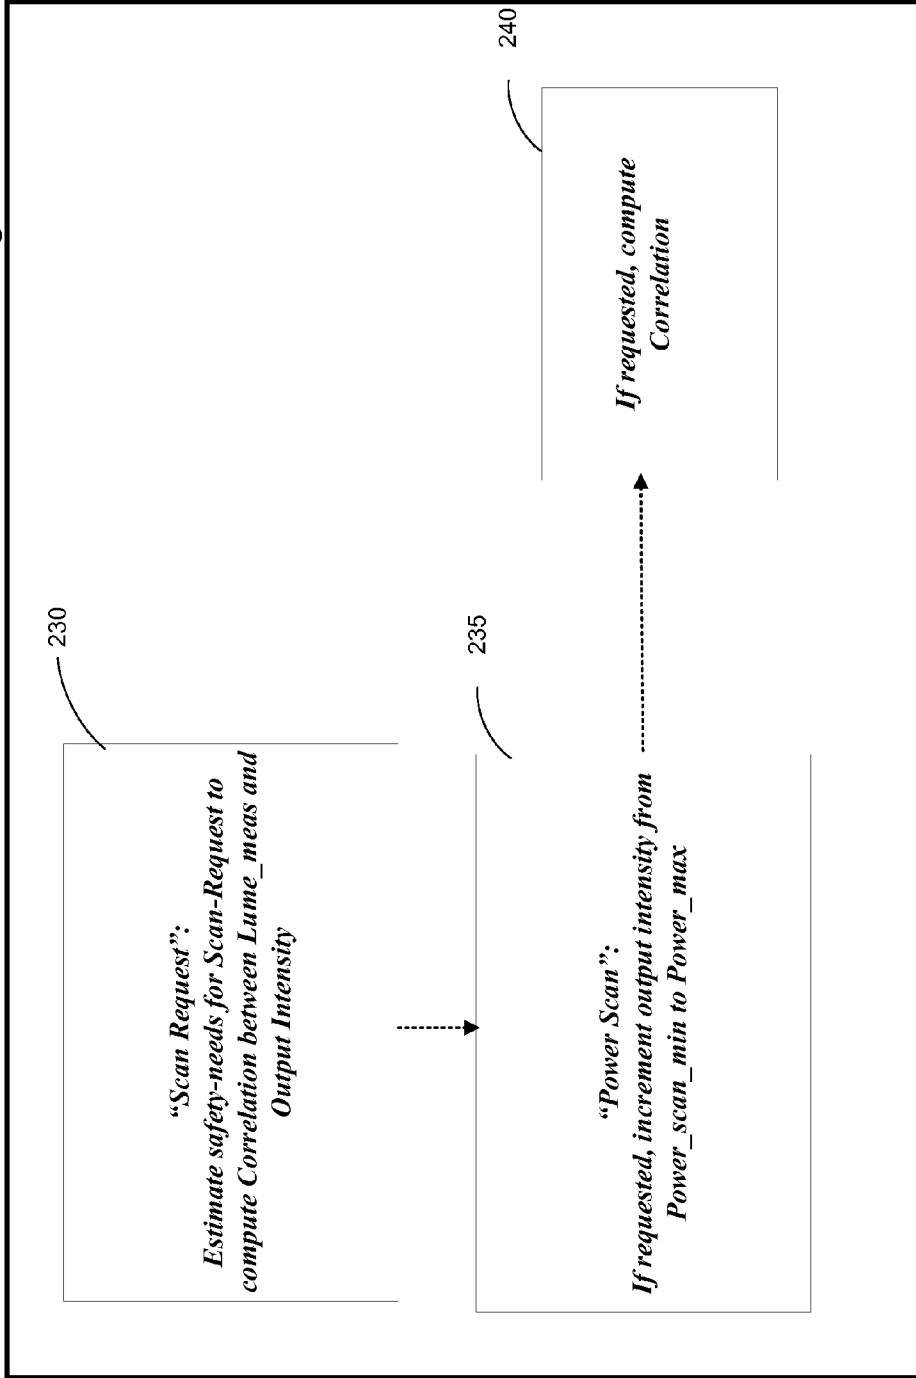 230
“Scan Request”:
Estimate safety-needs for Scan-Request to
compute Correlation between Lume_meas and
Output Intensity
235
“Power Scan”:
If requested, increment output intensity from
Power_scan_min to Power_max
240
If requested, compute
Correlation